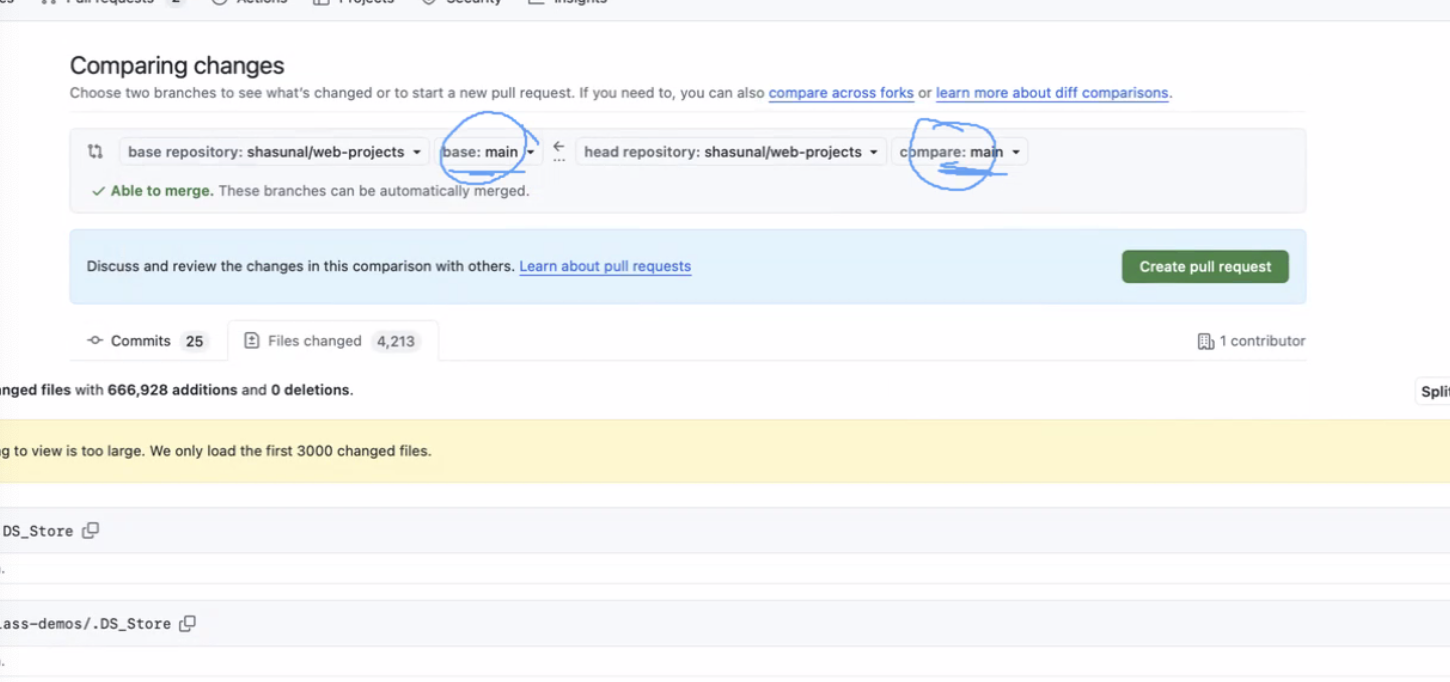 Pull requests 2 Actions Projects Security Insights
Comparing changes
Choose two branches to see what's changed or to start a new pull request. If you need to, you can also compare across forks or learn more about diff comparisons.
base repository: shasunal/web-projects base: main ← ... head repository: shasunal/web-projects compare: main
Able to merge. These branches can be automatically merged.
Discuss and review the changes in this comparison with others. Learn about pull requests
Create pull request
Commits 25 Files changed 4,213 1 contributor
nged files with 666,928 additions and 0 deletions.
Split
g to view is too large. We only load the first 3000 changed files.
DS_Store
ass-demos/.DS_Store